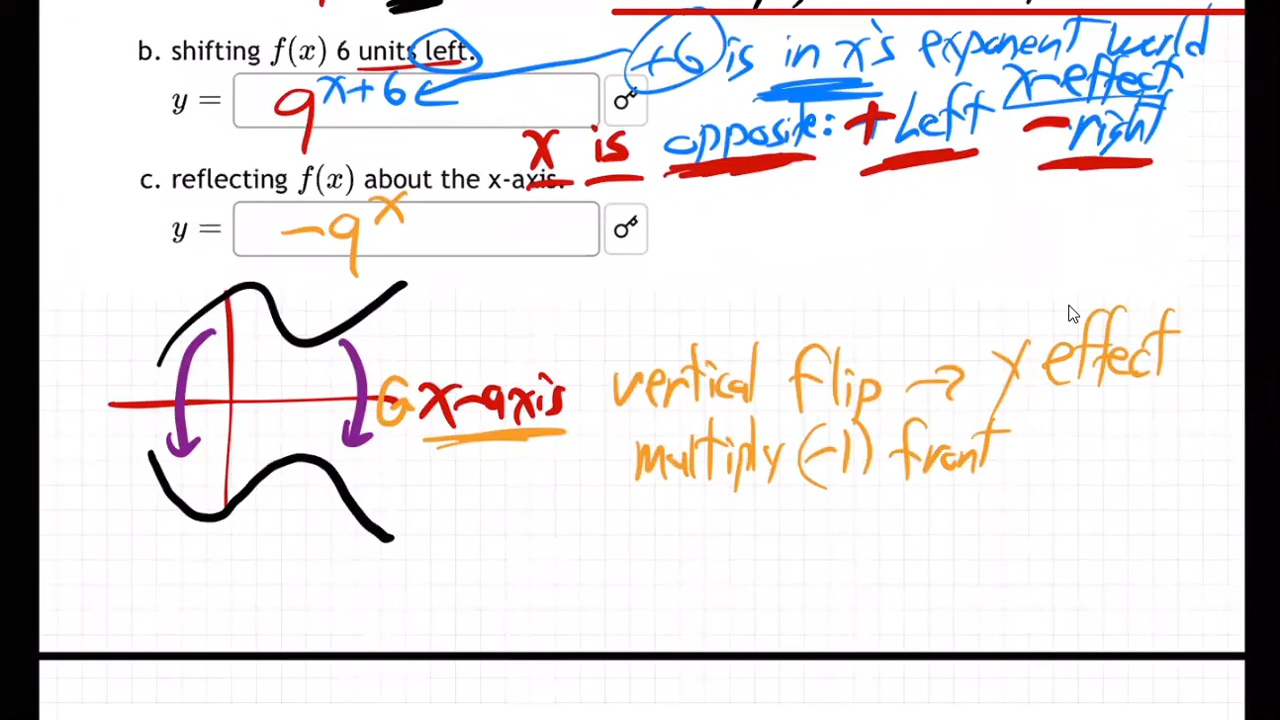 b. shifting f(x) 6 units left.
+6 is in x's exponent world
x-effect
y = 9^{x+6}
x is opposite: + Left - right
c. reflecting f(x) about the x-axis.
y = -9^x
x-axis
vertical flip → y effect
multiply (-1) front